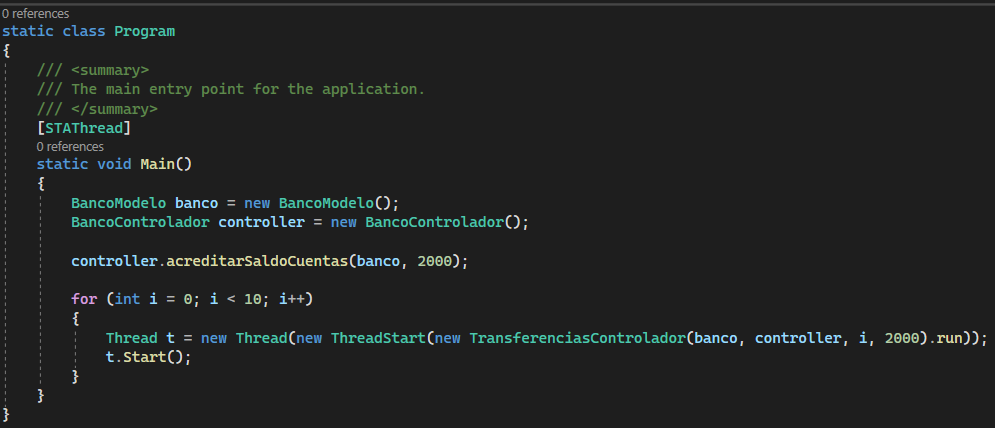 0 references
static class Program
{
/// <summary>
/// The main entry point for the application.
/// </summary>
[STAThread]
0 references
static void Main()
{
BancoModelo banco = new BancoModelo();
BancoControlador controller = new BancoControlador();
controller.acreditarSaldoCuentas(banco, 2000);
for (int i = 0; i < 10; i++)
{
Thread t = new Thread(new ThreadStart(new TransferenciasControlador(banco, controller, i, 2000).run));
t.Start();
}
}
}